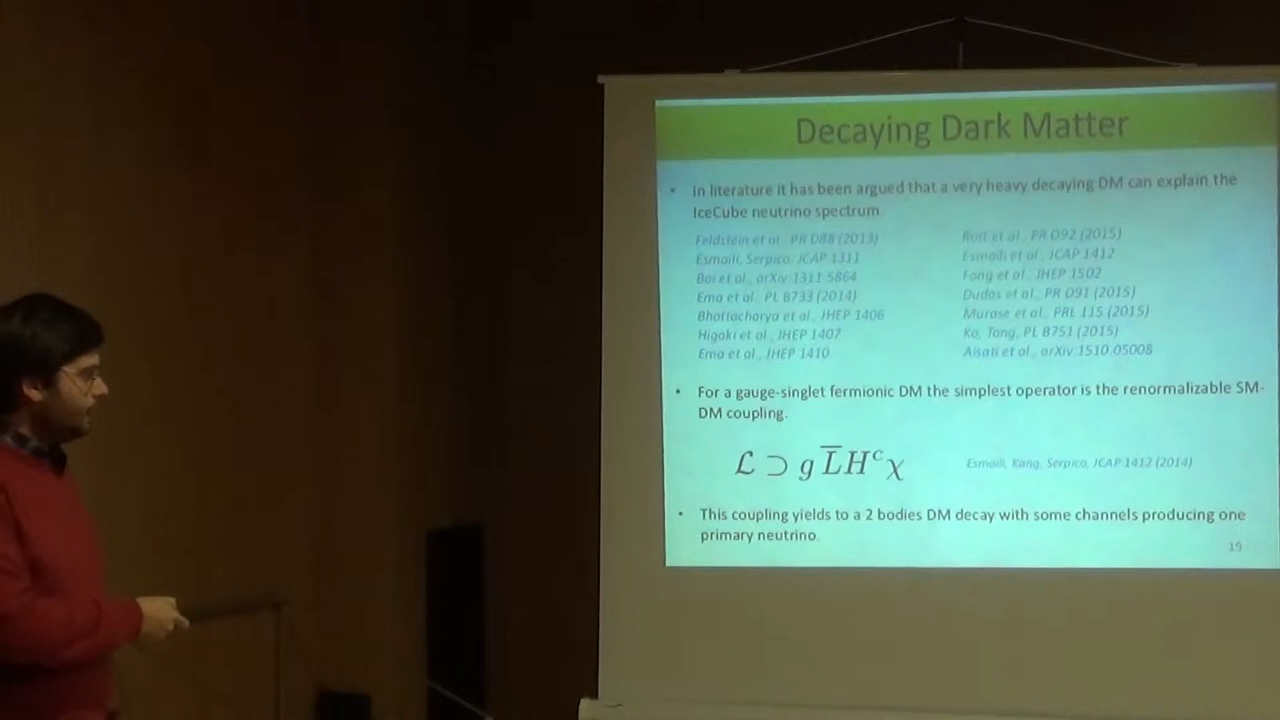 Decaying Dark Matter
• In literature it has been argued that a very heavy decaying DM can explain the
IceCube neutrino spectrum.
Feldstein et al., PR D88 (2013)
Esmaili, Serpico, JCAP 1311
Bai et al., arXiv:1311.5864
Ema et al., PL B733 (2014)
Bhattacharya et al., JHEP 1406
Higaki et al., JHEP 1407
Ema et al., JHEP 1410
Rott et al., PR D92 (2015)
Esmaili et al., JCAP 1412
Fong et al., JHEP 1502
Dudas et al., PR D91 (2015)
Murase et al., PRL 115 (2015)
Ko, Tang, PL B751 (2015)
Aisati et al., arXiv:1510.05008
• For a gauge-singlet fermionic DM the simplest operator is the renormalizable SM-
DM coupling.
ℒ ⊃ g L̅Hᶜχ
Esmaili, Kang, Serpico, JCAP 1412 (2014)
• This coupling yields to a 2 bodies DM decay with some channels producing one
primary neutrino.
19